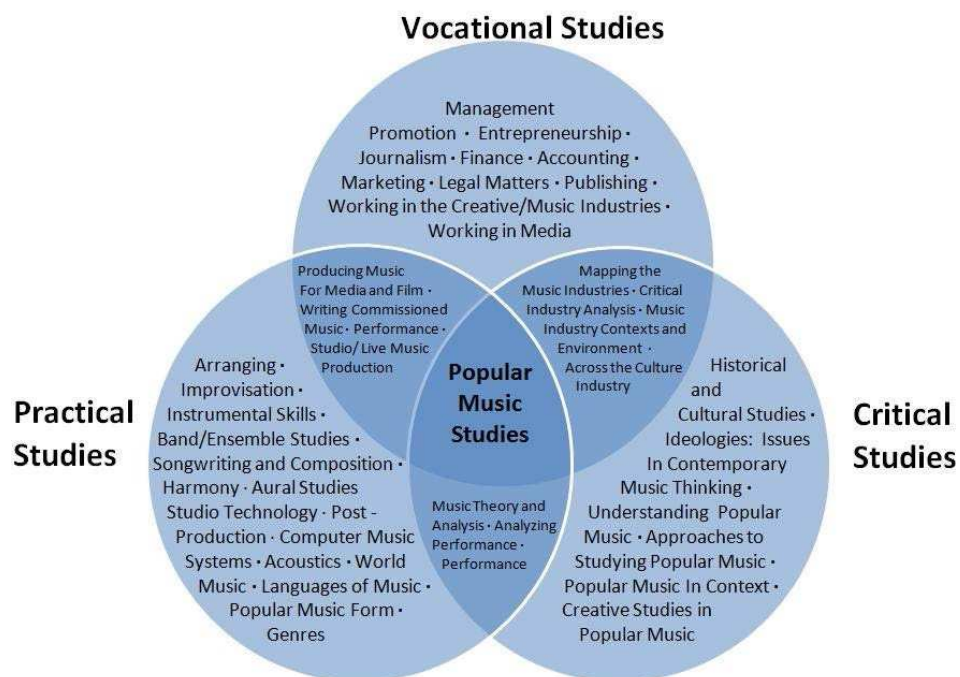 Vocational Studies
Management
Promotion · Entrepreneurship ·
Journalism · Finance · Accounting ·
Marketing · Legal Matters · Publishing ·
Working in the Creative/Music Industries ·
Working in Media
Producing Music
For Media and Film ·
Writing Commissioned
Music · Performance ·
Studio/ Live Music
Production
Mapping the
Music Industries · Critical
Industry Analysis · Music
Industry Contexts and
Environment ·
Across the Culture
Industry
Popular
Music
Studies
Practical
Studies
Arranging ·
Improvisation ·
Instrumental Skills ·
Band/Ensemble Studies ·
Songwriting and Composition ·
Harmony · Aural Studies
Studio Technology · Post -
Production · Computer Music
Systems · Acoustics · World
Music · Languages of Music ·
Popular Music Form ·
Genres
Music Theory and
Analysis · Analyzing
Performance ·
Performance
Historical
and
Cultural Studies ·
Ideologies: Issues
In Contemporary
Music Thinking ·
Understanding Popular
Music · Approaches to
Studying Popular Music ·
Popular Music In Context ·
Creative Studies in
Popular Music
Critical
Studies